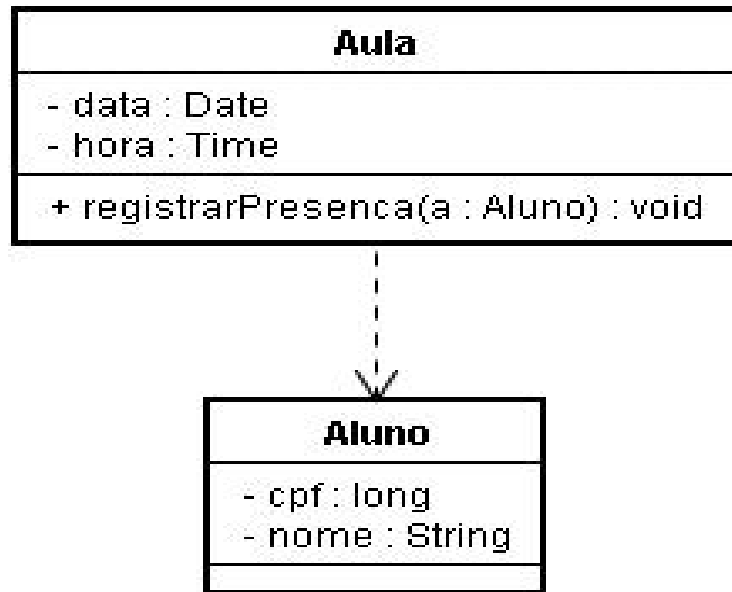 Aula
- data : Date
- hora : Time
+ registrarPresenca(a : Aluno) : void
Aluno
- cpf : long
- nome : String